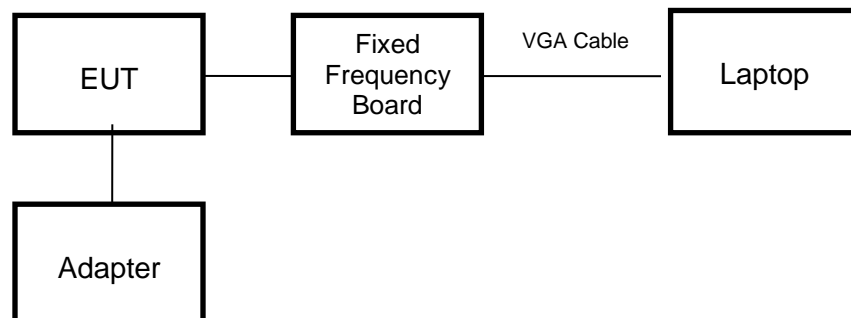 EUT
Fixed
Frequency
Board
VGA Cable
Laptop
Adapter